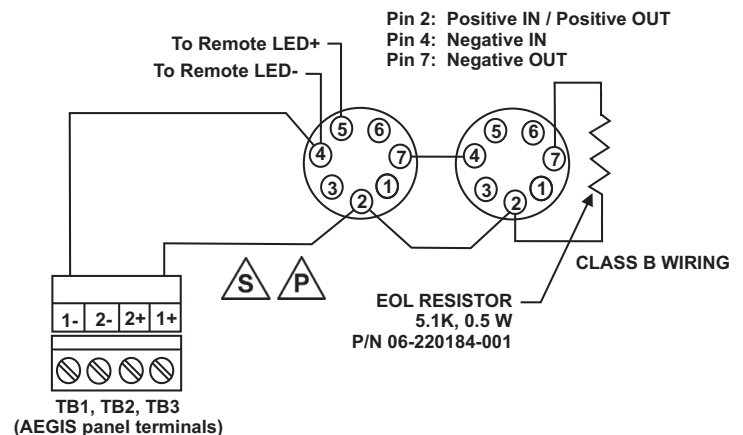 Pin 2: Positive IN / Positive OUT
Pin 4: Negative IN
Pin 7: Negative OUT
To Remote LED+
To Remote LED-
5 6
4 7
3 1
2
5 6
4 7
3 1
2
S P
CLASS B WIRING
EOL RESISTOR
5.1K, 0.5 W
P/N 06-220184-001
1- 2- 2+ 1+
TB1, TB2, TB3
(AEGIS panel terminals)